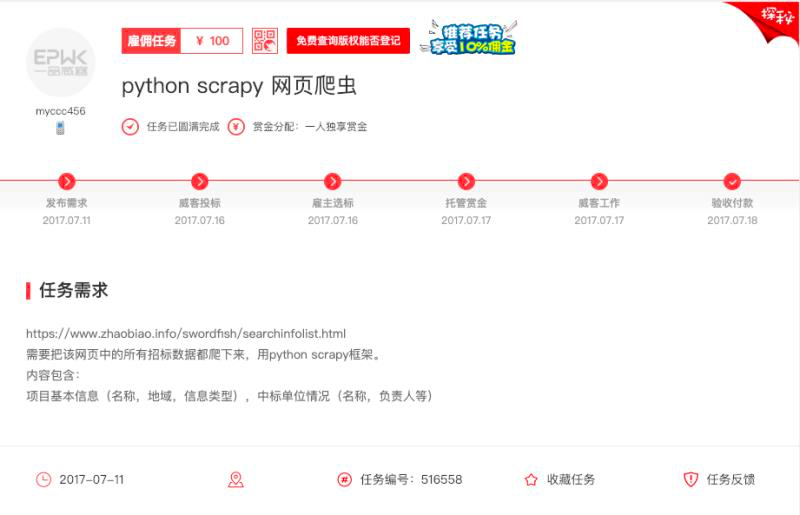 探秘
雇佣任务 ¥ 100 免费查询版权能否登记 推荐任务
享受10%佣金
EPWK
一品威客
python scrapy 网页爬虫
myccc456
任务已圆满完成 ¥ 赏金分配：一人独享赏金
发布需求 威客投标 雇主选标 托管赏金 威客工作 验收付款
2017.07.11 2017.07.16 2017.07.16 2017.07.17 2017.07.17 2017.07.18
任务需求
https://www.zhaobiao.info/swordfish/searchinfolist.html
需要把该网页中的所有招标数据都爬下来，用python scrapy框架。
内容包含：
项目基本信息（名称，地域，信息类型），中标单位情况（名称，负责人等）
2017-07-11 # 任务编号：516558 收藏任务 任务反馈